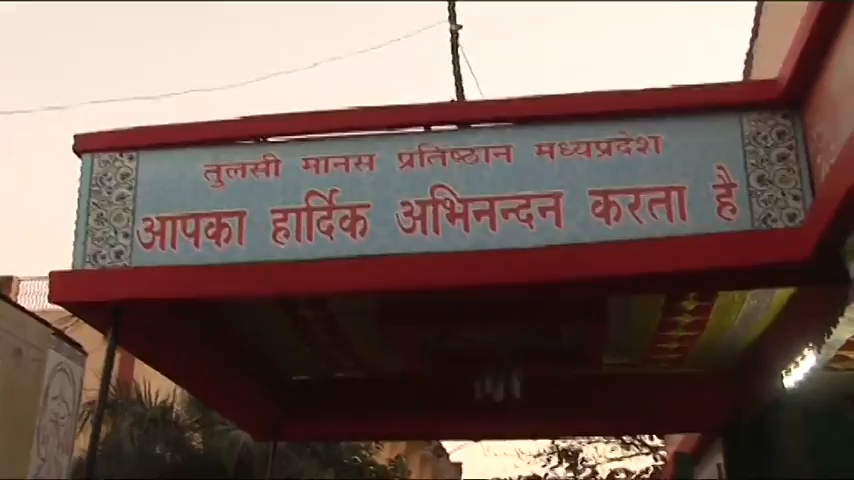 तुलसी मानस प्रतिष्ठान मध्यप्रदेश
आपका हार्दिक अभिनन्दन करता है